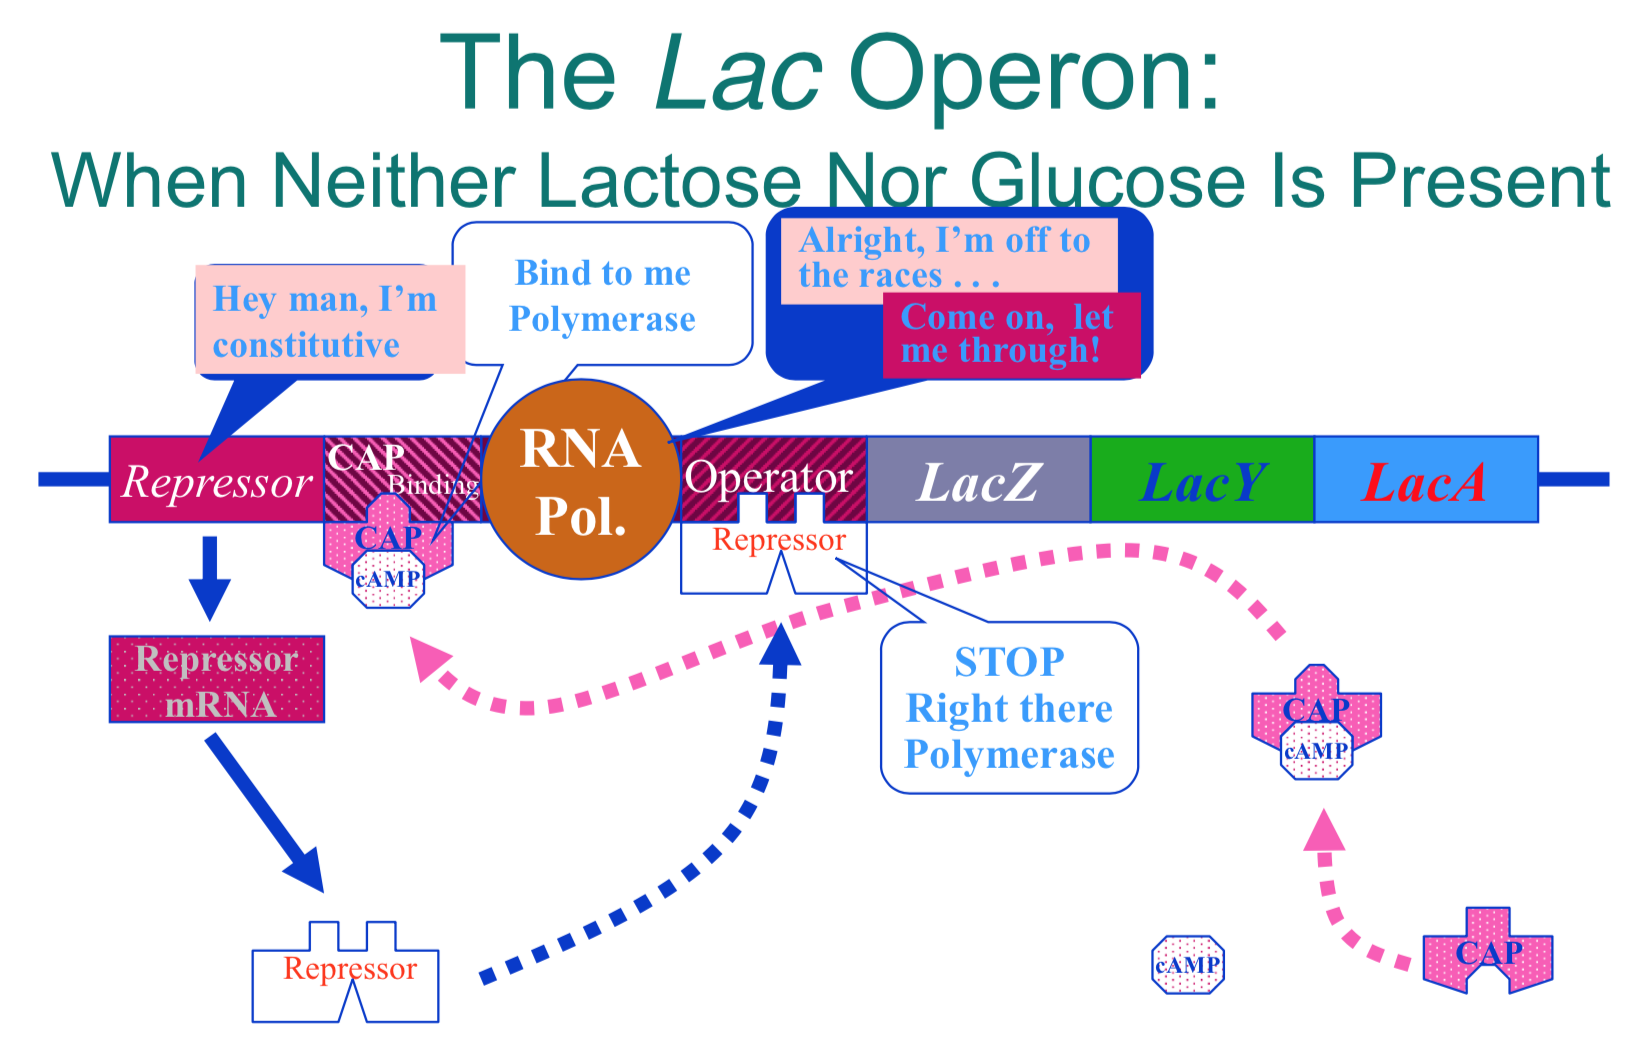 The Lac Operon:
When Neither Lactose Nor Glucose Is Present
Hey man, I’m
constitutive
Bind to me
Polymerase
Alright, I’m off to
the races . . .
Come on,  let
me through!
Repressor
CAP
Binding
RNA
Pol.
Operator
LacZ
LacY
LacA
CAP
cAMP
Repressor
Repressor
mRNA
STOP
Right there
Polymerase
CAP
cAMP
Repressor
cAMP
CAP